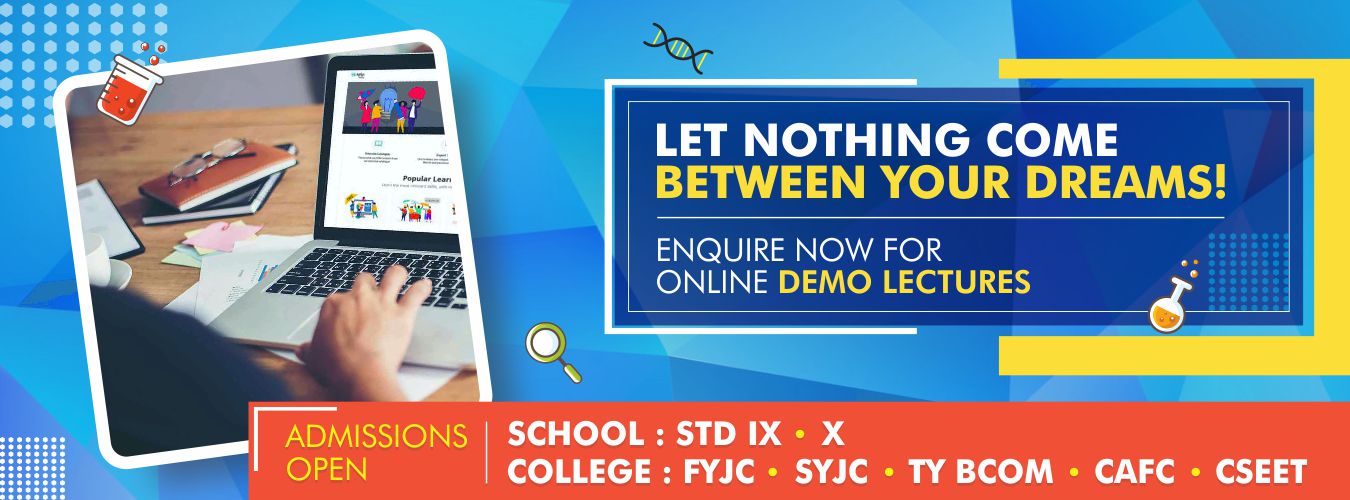 LET NOTHING COME
BETWEEN YOUR DREAMS!
ENQUIRE NOW FOR
ONLINE DEMO LECTURES
Popular Lear
ADMISSIONS
OPEN
SCHOOL : STD IX • X
COLLEGE : FYJC • SYJC • TY BCOM • CAFC • CSEET